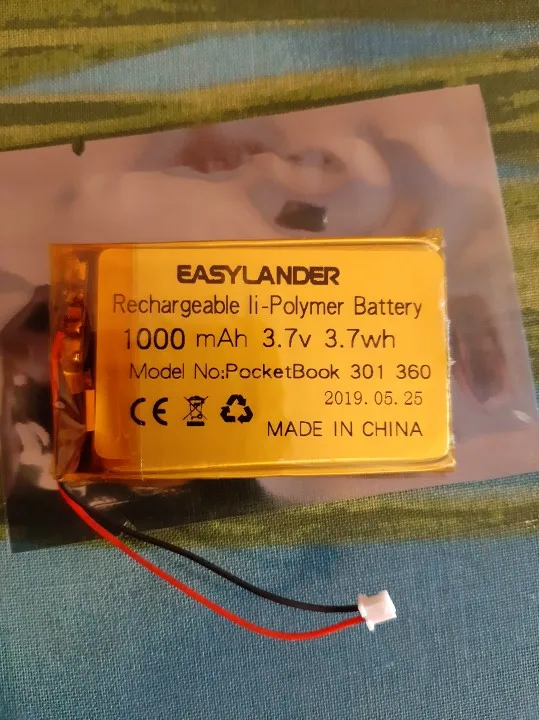 EASYLANDER
Rechargeable li-Polymer Battery
1000 mAh 3.7v 3.7wh
Model No:PocketBook 301 360
2019.05.25
CE
MADE IN CHINA